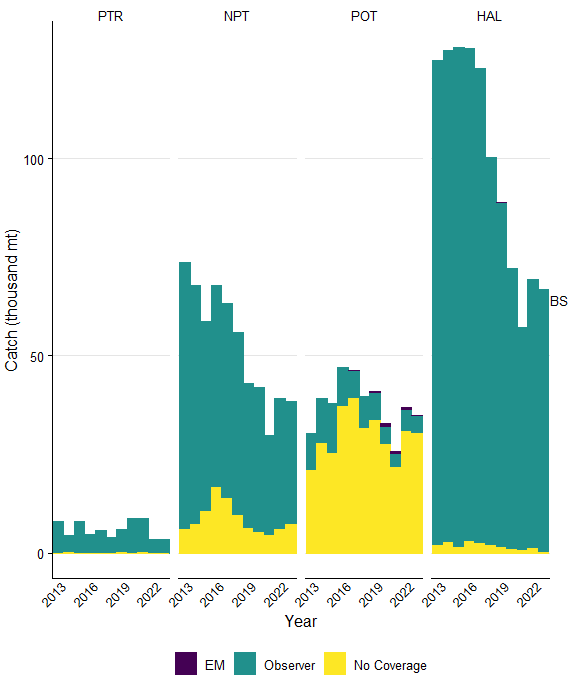 PTR NPT POT HAL
100
50
0
Catch (thousand mt)
BS
2013 2016 2019 2022 2013 2016 2019 2022 2013 2016 2019 2022 2013 2016 2019 2022
Year
EM Observer No Coverage